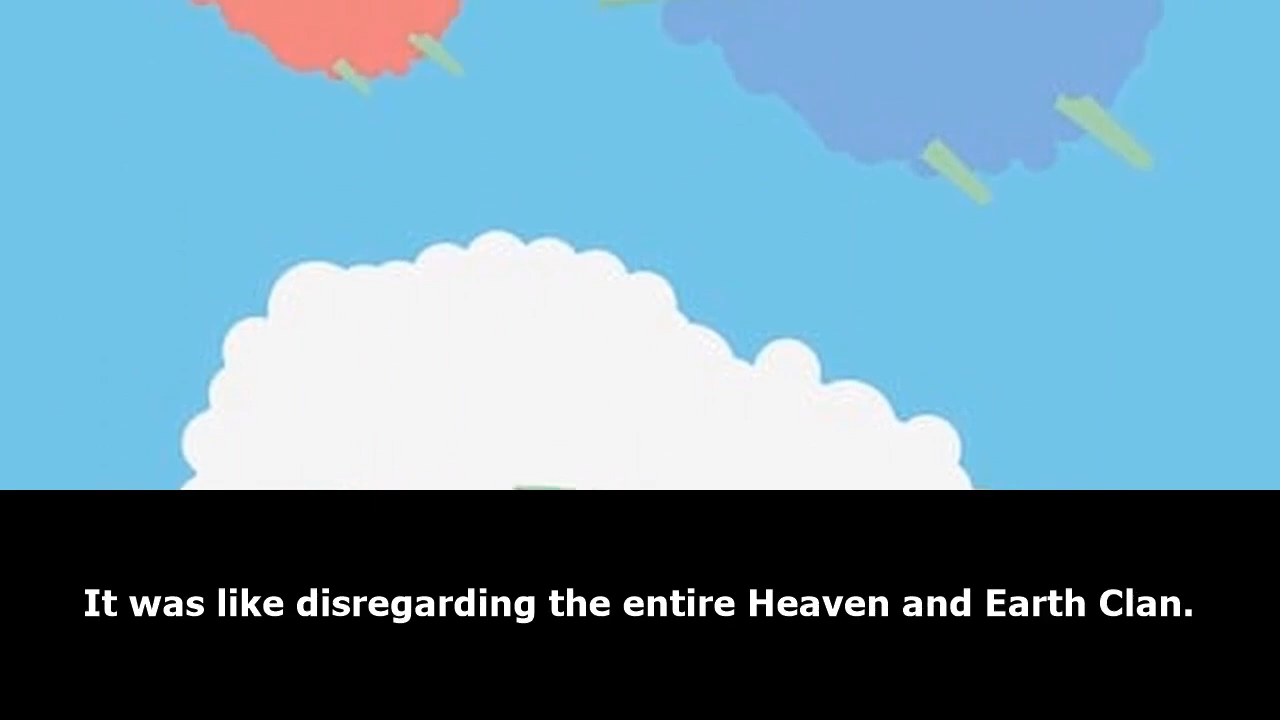 It was like disregarding the entire Heaven and Earth Clan.